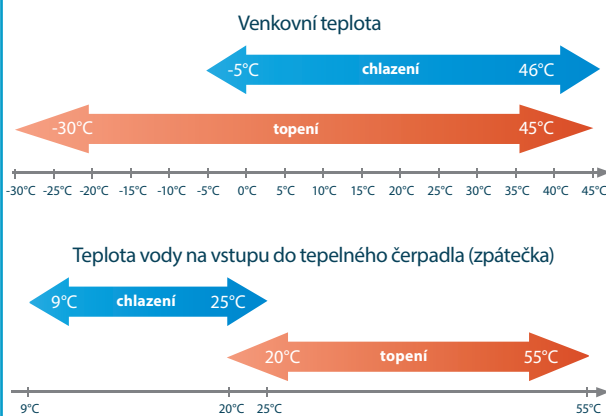 Venkovní teplota
-5°C chlazení 46°C
-30°C topení 45°C
-30°C -25°C -20°C -15°C -10°C -5°C 0°C 5°C 10°C 15°C 20°C 25°C 30°C 35°C 40°C 45°C
Teplota vody na vstupu do tepelného čerpadla (zpátečka)
9°C chlazení 25°C
20°C topení 55°C
9°C 20°C 25°C 55°C